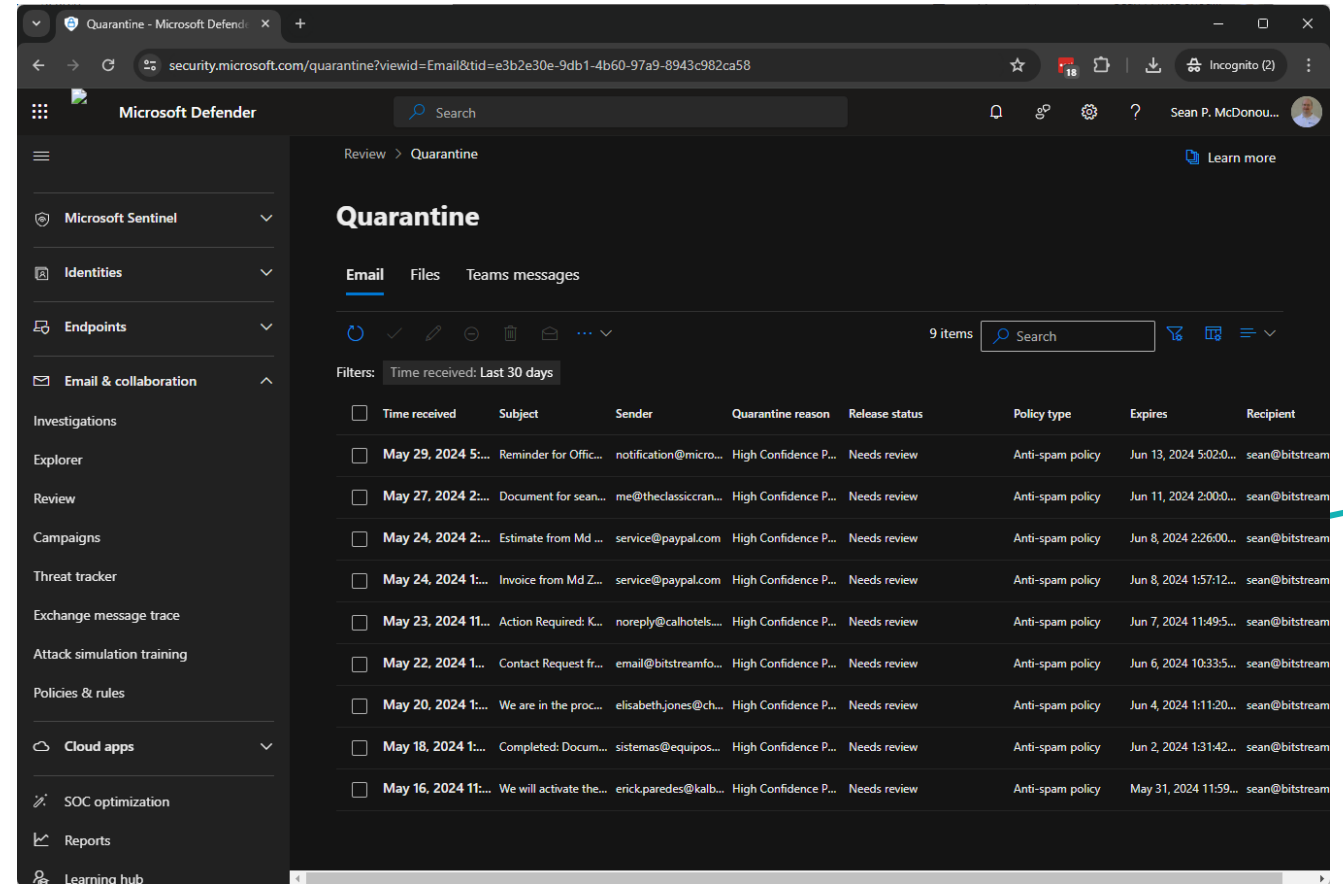 Quarantine - Microsoft Defende
security.microsoft.com/quarantine?viewid=Email&tid=e3b2e30e-9db1-4b60-97a9-8943c982ca58
18
Incognito (2)
Microsoft Defender
Search
Sean P. McDonou...
Review > Quarantine
Learn more
Microsoft Sentinel
Identities
Endpoints
Email & collaboration
Investigations
Explorer
Review
Campaigns
Threat tracker
Exchange message trace
Attack simulation training
Policies & rules
Cloud apps
SOC optimization
Reports
Learning hub
Quarantine
Email Files Teams messages
9 items Search
Filters: Time received: Last 30 days
Time received Subject Sender Quarantine reason Release status Policy type Expires Recipient
May 29, 2024 5:... Reminder for Offic... notification@micro... High Confidence P... Needs review Anti-spam policy Jun 13, 2024 5:02:0... sean@bitstream
May 27, 2024 2:... Document for sean... me@theclassiccran... High Confidence P... Needs review Anti-spam policy Jun 11, 2024 2:00:0... sean@bitstream
May 24, 2024 2:... Estimate from Md ... service@paypal.com High Confidence P... Needs review Anti-spam policy Jun 8, 2024 2:26:00... sean@bitstream
May 24, 2024 1:... Invoice from Md Z... service@paypal.com High Confidence P... Needs review Anti-spam policy Jun 8, 2024 1:57:12... sean@bitstream
May 23, 2024 11... Action Required: K... noreply@calhotels.... High Confidence P... Needs review Anti-spam policy Jun 7, 2024 11:49:5... sean@bitstream
May 22, 2024 1... Contact Request fr... email@bitstreamfo... High Confidence P... Needs review Anti-spam policy Jun 6, 2024 10:33:5... sean@bitstream
May 20, 2024 1:... We are in the proc... elisabeth.jones@ch... High Confidence P... Needs review Anti-spam policy Jun 4, 2024 1:11:20... sean@bitstream
May 18, 2024 1:... Completed: Docum... sistemas@equipos... High Confidence P... Needs review Anti-spam policy Jun 2, 2024 1:31:42... sean@bitstream
May 16, 2024 11:... We will activate the... erick.paredes@kalb... High Confidence P... Needs review Anti-spam policy May 31, 2024 11:59... sean@bitstream